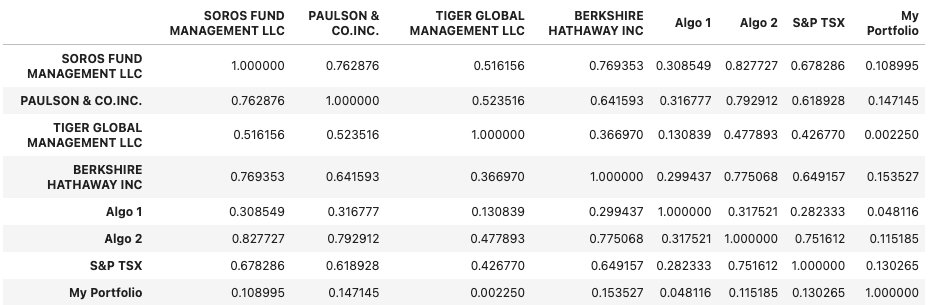 SOROS FUND MANAGEMENT LLC PAULSON & CO.INC. TIGER GLOBAL MANAGEMENT LLC BERKSHIRE HATHAWAY INC Algo 1 Algo 2 S&P TSX My Portfolio
SOROS FUND MANAGEMENT LLC 1.000000 0.762876 0.516156 0.769353 0.308549 0.827727 0.678286 0.108995
PAULSON & CO.INC. 0.762876 1.000000 0.523516 0.641593 0.316777 0.792912 0.618928 0.147145
TIGER GLOBAL MANAGEMENT LLC 0.516156 0.523516 1.000000 0.366970 0.130839 0.477893 0.426770 0.002250
BERKSHIRE HATHAWAY INC 0.769353 0.641593 0.366970 1.000000 0.299437 0.775068 0.649157 0.153527
Algo 1 0.308549 0.316777 0.130839 0.299437 1.000000 0.317521 0.282333 0.048116
Algo 2 0.827727 0.792912 0.477893 0.775068 0.317521 1.000000 0.751612 0.115185
S&P TSX 0.678286 0.618928 0.426770 0.649157 0.282333 0.751612 1.000000 0.130265
My Portfolio 0.108995 0.147145 0.002250 0.153527 0.048116 0.115185 0.130265 1.000000